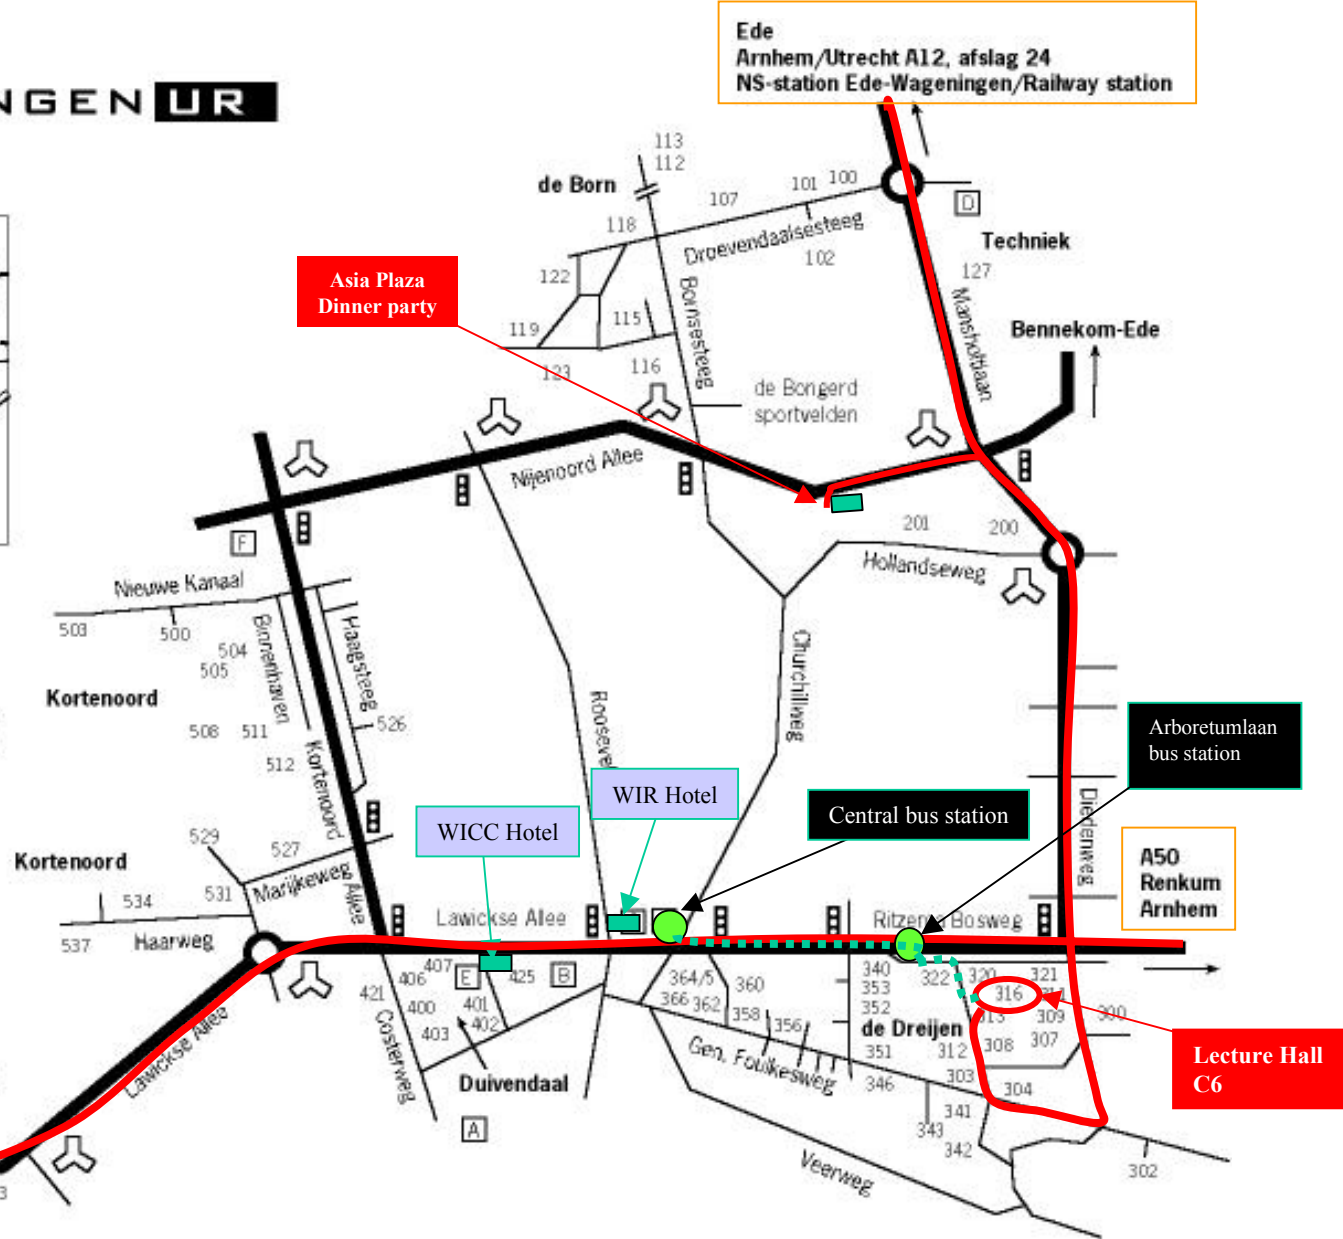 Ede
Arnhem/Utrecht A12, afslag 24
NS-station Ede-Wageningen/Railway station
NGEN UR
113
112
de Born
107
101
100
D
118
Droevendaalsesteeg
102
Techniek
127
122
Asia Plaza
Dinner party
Bornsesteeg
Mansholtlaan
115
119
Bennekom-Ede
123
116
de Bongerd
sportvelden
Nijenoord Allee
F
201
200
Hollandseweg
Nieuwe Kanaal
503
500
504
505
Binnenhaven
Haagsteeg
Churchillweg
Kortenoord
508
511
512
526
Kortenoord Allee
Arboretumlaan
bus station
WIR Hotel
Diedenweg
Central bus station
WICC Hotel
529
527
Kortenoord
Marijkeweg
A50
Renkum
Arnhem
534
531
537
Haarweg
Lawickse Allee
Ritzema Bosweg
407
406
E
425
B
364/5
360
340
353
352
322
320
321
316
421
400
401
402
403
366
362
358
356
313
309
300
de Dreijen
Oosterweg
Lawickse Allee
Duivendaal
Gen. Foulkesweg
351
312
308
307
346
303
304
Lecture Hall
C6
A
341
343
342
Veerweg
302
3